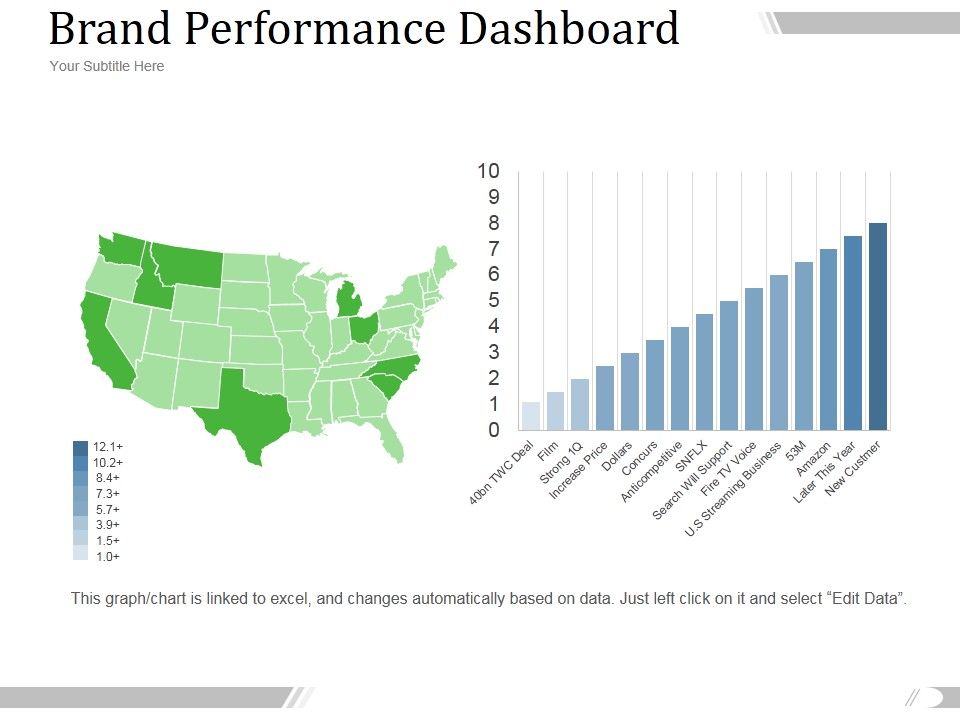 Brand Performance Dashboard
Your Subtitle Here
10
9
8
7
6
5
4
3
2
1
0
40bn TWC Deal
Film
Strong 1Q
Increase Price
Dollars
Concurs
Anticompetitive
SNFLX
Search Will Support
Fire TV Voice
U.S Streaming Business
53M
Amazon
Later This Year
New Custmer
12.1+
10.2+
8.4+
7.3+
5.7+
3.9+
1.5+
1.0+
This graph/chart is linked to excel, and changes automatically based on data. Just left click on it and select “Edit Data”.